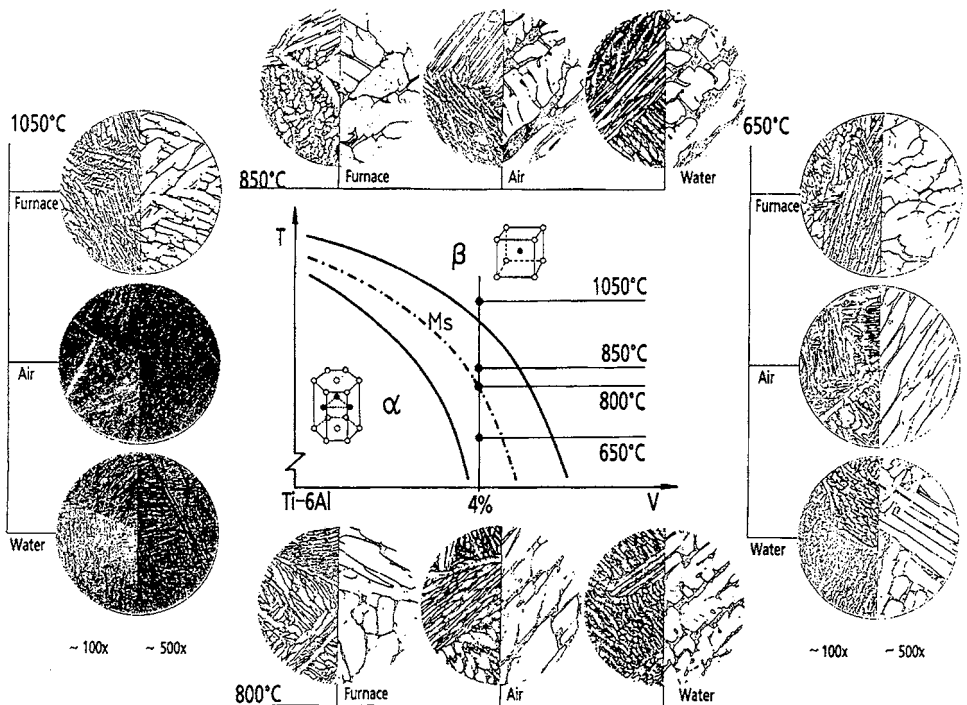 1050°C
Furnace
Air
Water
~ 100x ~ 500x
850°C
Furnace Air Water
T
β
Ms
α
1050°C
850°C
800°C
650°C
Ti-6Al 4% V
800°C
Furnace Air Water
650°C
Furnace
Air
Water
~ 100x ~ 500x